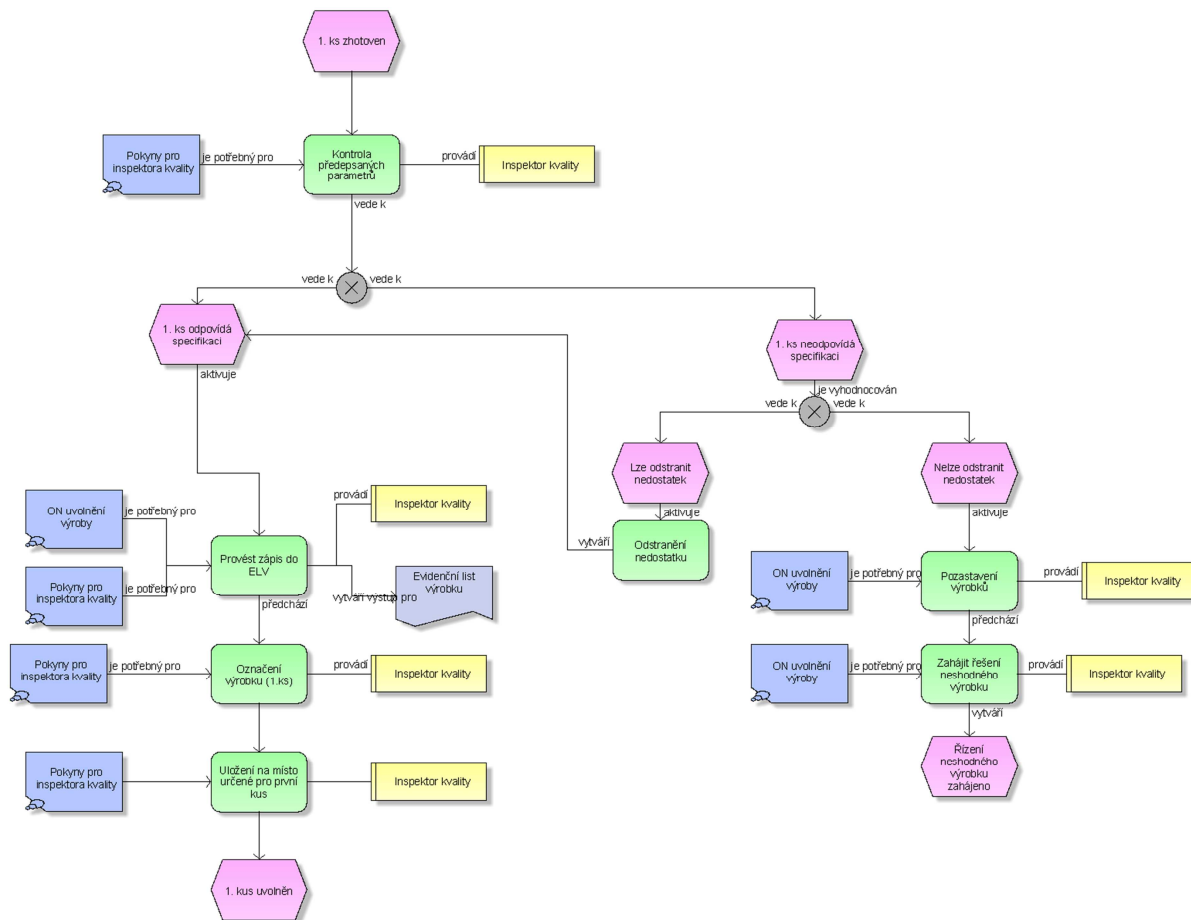 1. ks zhotoven
Pokyny pro
inspektora kvality
je potřebný pro
Kontrola
předepsaných
parametrů
provádí
Inspektor kvality
vede k
vede k
vede k
1. ks odpovídá
specifikaci
1. ks neodpovídá
specifikaci
aktivuje
je vyhodnocován
vede k
vede k
Lze odstranit
nedostatek
Nelze odstranit
nedostatek
aktivuje
aktivuje
ON uvolnění
výroby
je potřebný pro
Pokyny pro
inspektora kvality
je potřebný pro
Provést zápis do
ELV
provádí
Inspektor kvality
vytváří výstup pro
Evidenční list
výrobku
předchází
vytváří
Odstranění
nedostatku
ON uvolnění
výroby
je potřebný pro
Pozastavení
výrobků
provádí
Inspektor kvality
předchází
Pokyny pro
inspektora kvality
je potřebný pro
Označení
výrobku (1.ks)
provádí
Inspektor kvality
ON uvolnění
výroby
je potřebný pro
Zahájit řešení
neshodného
výrobku
provádí
Inspektor kvality
vytváří
Řízení
neshodného
výrobku
zahájeno
Pokyny pro
inspektora kvality
Uložení na místo
určené pro první
kus
Inspektor kvality
1. kus uvolněn